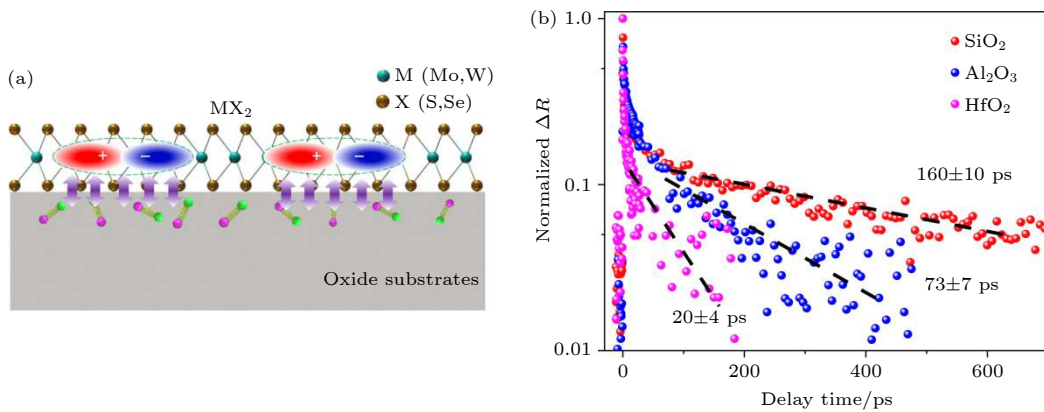 (a)
M (Mo,W)
X (S,Se)
MX₂
+
−
+
−
Oxide substrates
(b)
1.0
0.1
0.01
Normalized ΔR
SiO₂
Al₂O₃
HfO₂
160±10 ps
73±7 ps
20±4 ps
0
200
400
600
Delay time/ps